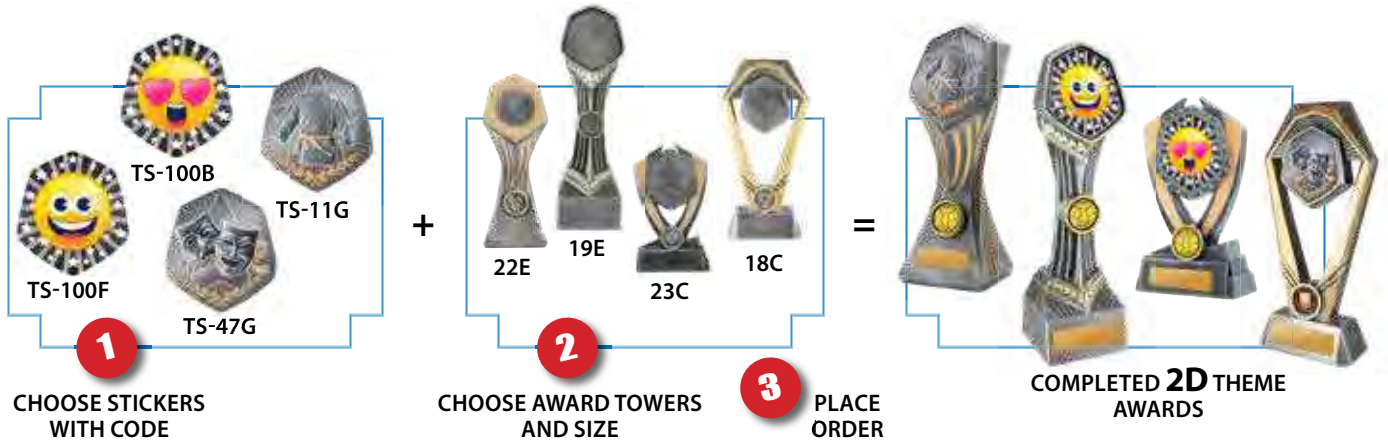 TS-100B
TS-11G
TS-100F
TS-47G
1
CHOOSE STICKERS
WITH CODE
+
22E
19E
23C
18C
2
CHOOSE AWARD TOWERS
AND SIZE
3
PLACE
ORDER
=
COMPLETED 2D THEME
AWARDS